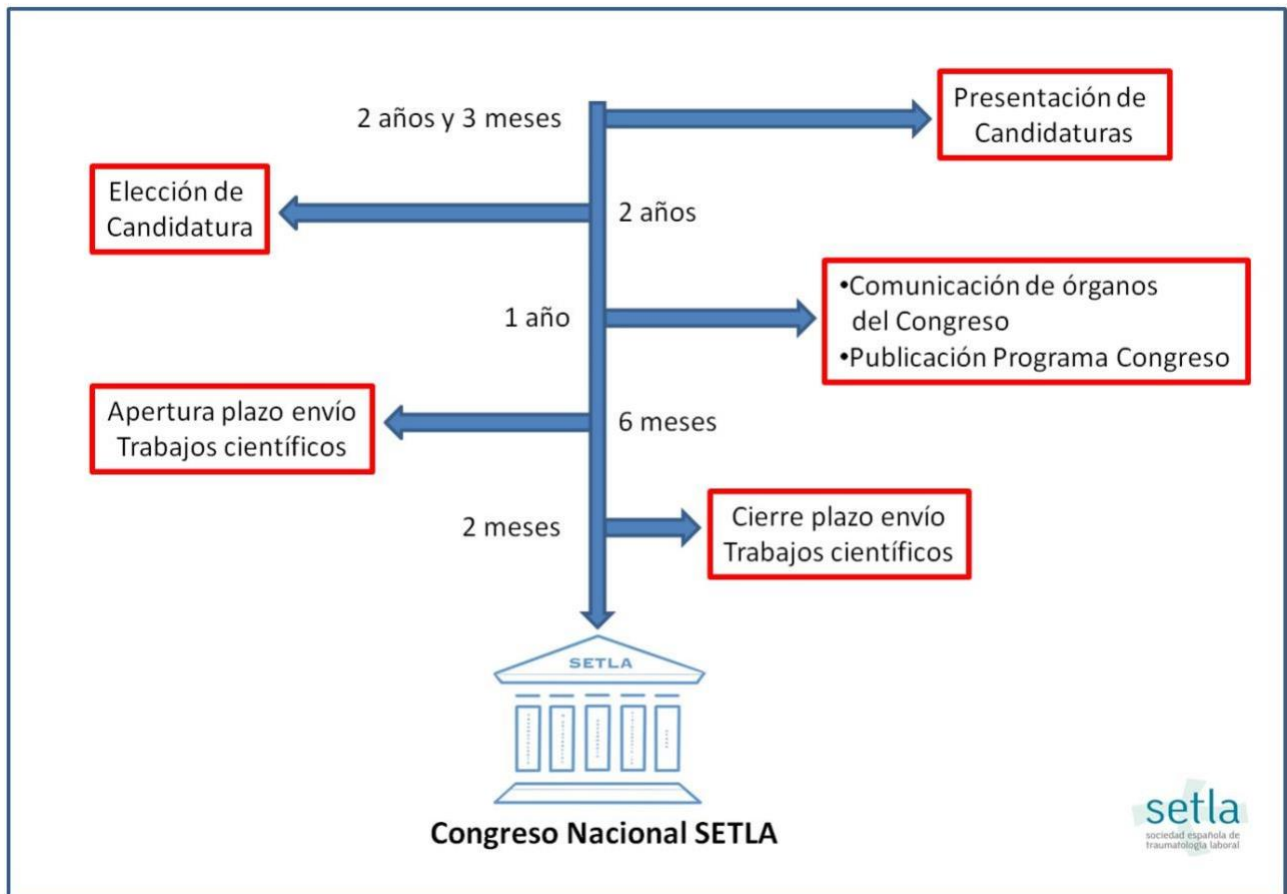 2 años y 3 meses
Presentación de
Candidaturas
Elección de
Candidatura
2 años
1 año
•Comunicación de órganos
del Congreso
•Publicación Programa Congreso
Apertura plazo envío
Trabajos científicos
6 meses
2 meses
Cierre plazo envío
Trabajos científicos
SETLA
Congreso Nacional SETLA
setla
sociedad española de
traumatología laboral